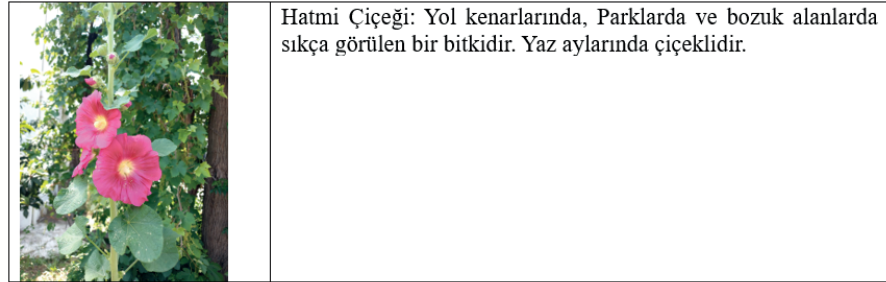 Hatmi Çiçeği: Yol kenarlarında, Parklarda ve bozuk alanlarda
sıkça görülen bir bitkidir. Yaz aylarında çiçeklidir.